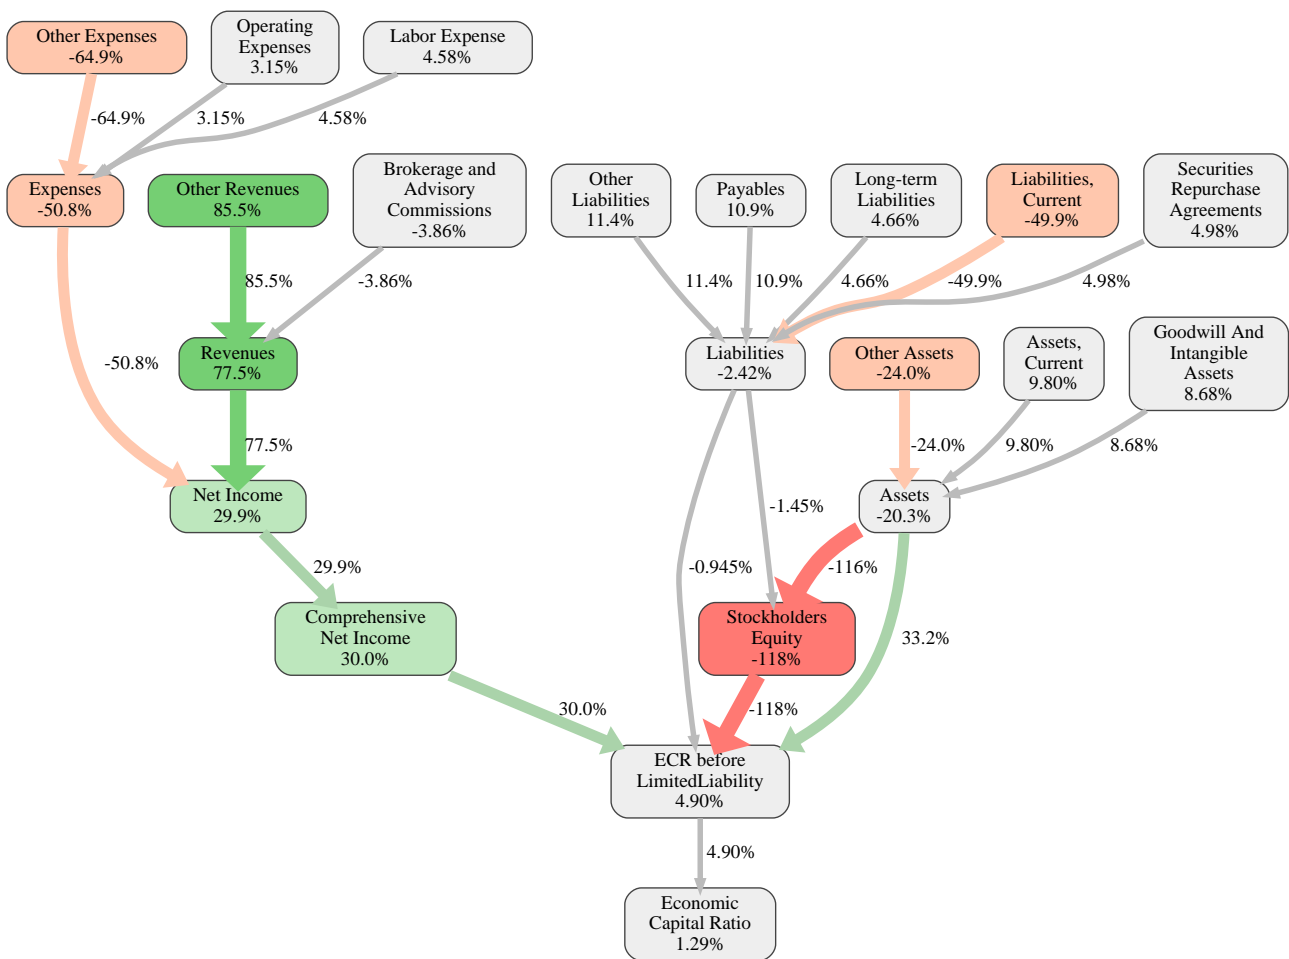 Other Expenses
-64.9%
Operating
Expenses
3.15%
Labor Expense
4.58%
-64.9%
3.15%
4.58%
Expenses
-50.8%
Other Revenues
85.5%
Brokerage and
Advisory
Commissions
-3.86%
Other
Liabilities
11.4%
Payables
10.9%
Long-term
Liabilities
4.66%
Liabilities,
Current
-49.9%
Securities
Repurchase
Agreements
4.98%
85.5%
-3.86%
11.4%
10.9%
4.66%
-49.9%
4.98%
-50.8%
Revenues
77.5%
Liabilities
-2.42%
Other Assets
-24.0%
Assets,
Current
9.80%
Goodwill And
Intangible
Assets
8.68%
77.5%
-24.0%
9.80%
8.68%
Net Income
29.9%
-1.45%
Assets
-20.3%
29.9%
-0.945%
-116%
33.2%
Comprehensive
Net Income
30.0%
Stockholders
Equity
-118%
30.0%
-118%
ECR before
LimitedLiability
4.90%
4.90%
Economic
Capital Ratio
1.29%